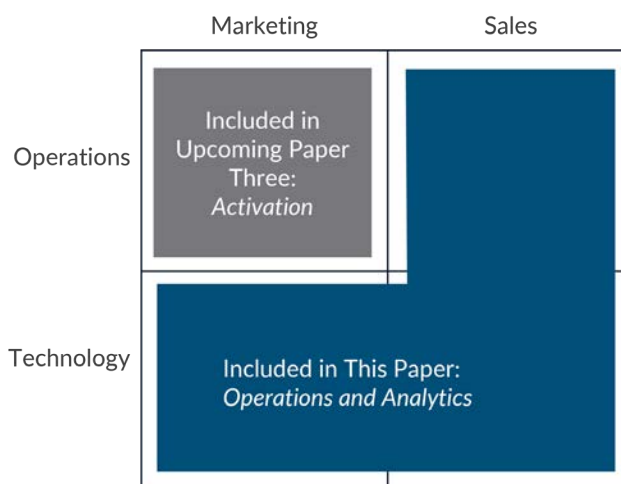 Marketing
Sales
Operations
Included in
Upcoming Paper
Three:
Activation
Technology
Included in This Paper:
Operations and Analytics